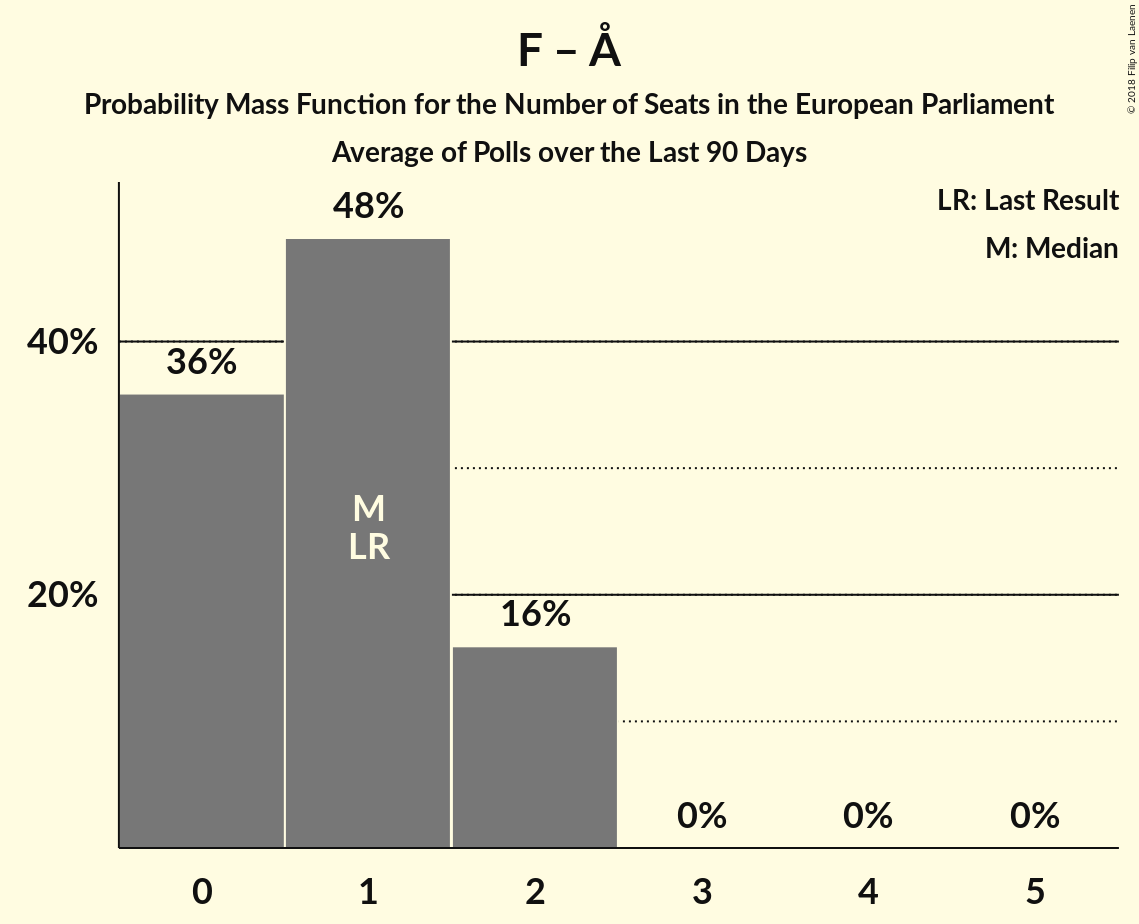 F – Å
Probability Mass Function for the Number of Seats in the European Parliament
Average of Polls over the Last 90 Days
© 2018 Filip van Laenen
LR: Last Result
M: Median
48%
40%
36%
M
LR
20%
16%
0% 0% 0%
0 1 2 3 4 5